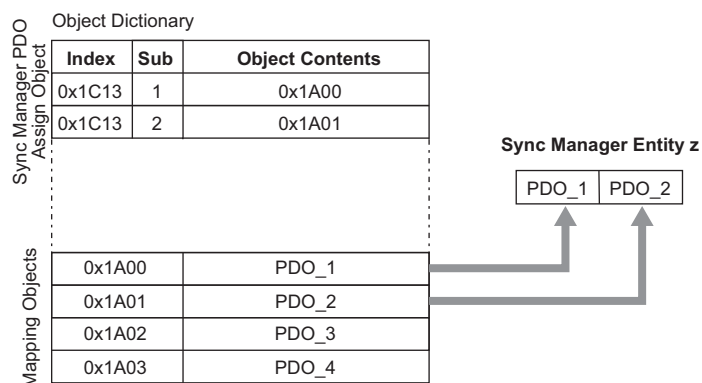 Object Dictionary
Sync Manager PDO
Assign Object
Index Sub Object Contents
0x1C13 1 0x1A00
0x1C13 2 0x1A01
Sync Manager Entity z
PDO_1 PDO_2
Mapping Objects
0x1A00 PDO_1
0x1A01 PDO_2
0x1A02 PDO_3
0x1A03 PDO_4